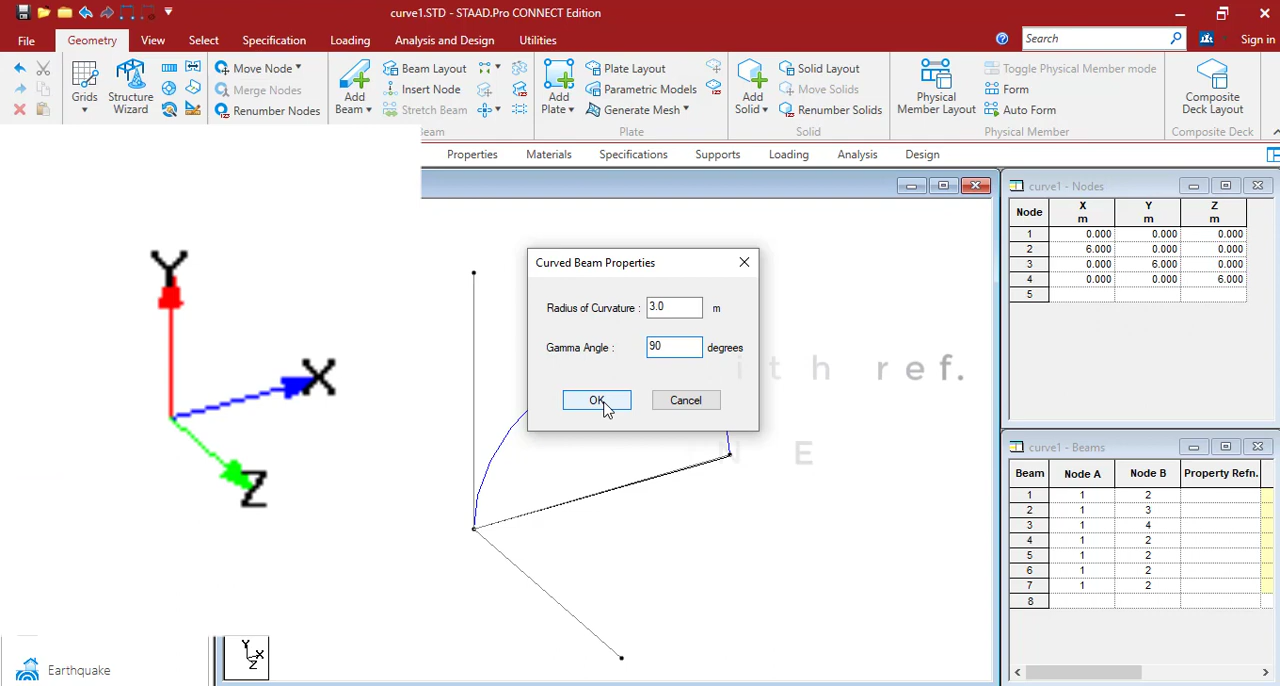 curve1.STD - STAAD.Pro CONNECT Edition
File Geometry View Select Specification Loading Analysis and Design Utilities Search Sign in
Grids
Structure Wizard
Move Node
Merge Nodes
Renumber Nodes
Add Beam
Beam Layout
Insert Node
Stretch Beam
Add Plate
Plate Layout
Parametric Models
Generate Mesh
Add Solid
Solid Layout
Move Solids
Renumber Solids
Physical Member Layout
Toggle Physical Member mode
Form
Auto Form
Composite Deck Layout
Beam Plate Solid Physical Member Composite Deck
Properties Materials Specifications Supports Loading Analysis Design
Y
X
Z
Curved Beam Properties
Radius of Curvature : 3.0 m
Gamma Angle : 90 degrees
OK Cancel
ith ref.
E
curve1 - Nodes
Node X m Y m Z m
1 0.000 0.000 0.000
2 6.000 0.000 0.000
3 0.000 6.000 0.000
4 0.000 0.000 6.000
5
curve1 - Beams
Beam Node A Node B Property Refn.
1 1 2
2 1 3
3 1 4
4 1 2
5 1 2
6 1 2
7 1 2
8
Earthquake
Y
X
Z